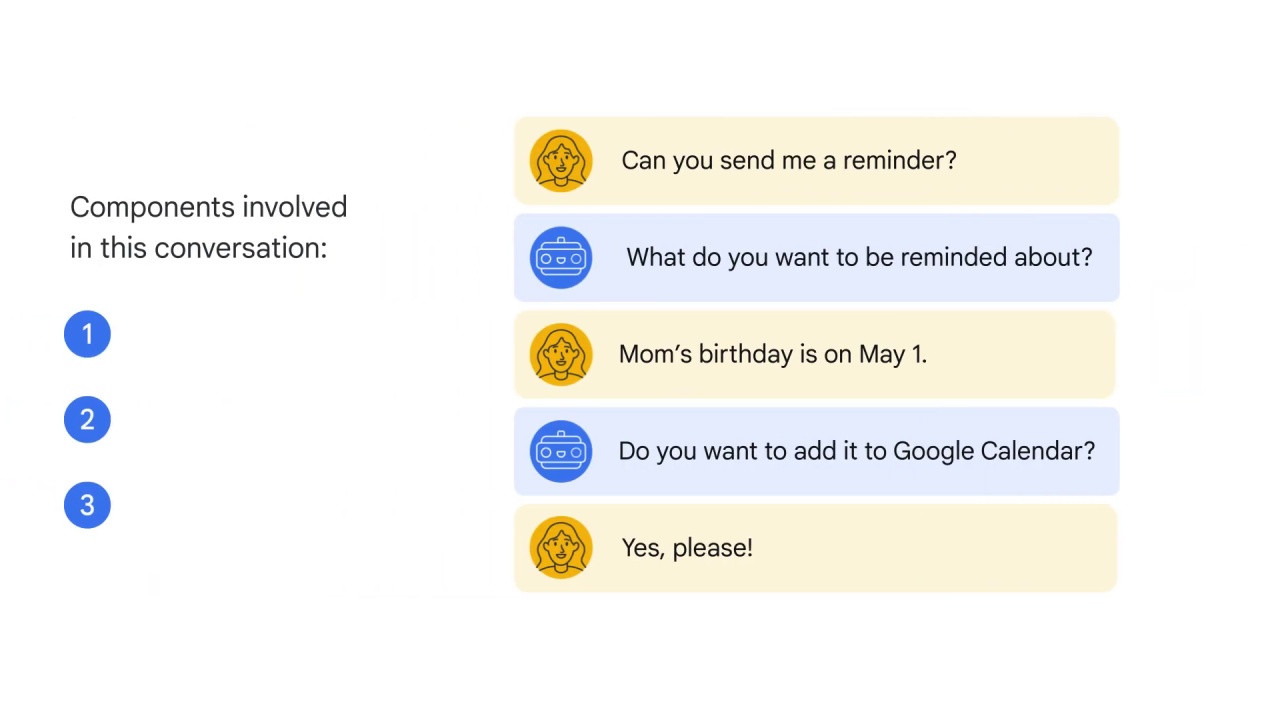 Components involved
in this conversation:
1
2
3
Can you send me a reminder?
What do you want to be reminded about?
Mom’s birthday is on May 1.
Do you want to add it to Google Calendar?
Yes, please!